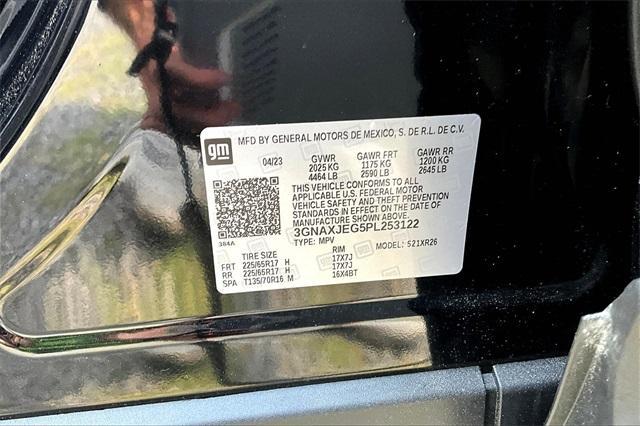 gm
MFD BY GENERAL MOTORS DE MEXICO, S. DE R.L. DE C.V.
04/23 GVWR GAWR FRT GAWR RR
2025 KG 1175 KG 1200 KG
4464 LB 2590 LB 2645 LB
THIS VEHICLE CONFORMS TO ALL
APPLICABLE U.S. FEDERAL MOTOR
VEHICLE SAFETY AND THEFT PREVENTION
STANDARDS IN EFFECT ON THE DATE OF
MANUFACTURE SHOWN ABOVE.
3GNAXJEG5PL253122
384A TYPE: MPV MODEL: 521XR26
TIRE SIZE RIM
FRT 225/65R17 H 17X7J
RR 225/65R17 H 17X7J
SPA T135/70R16 M 16X4BT